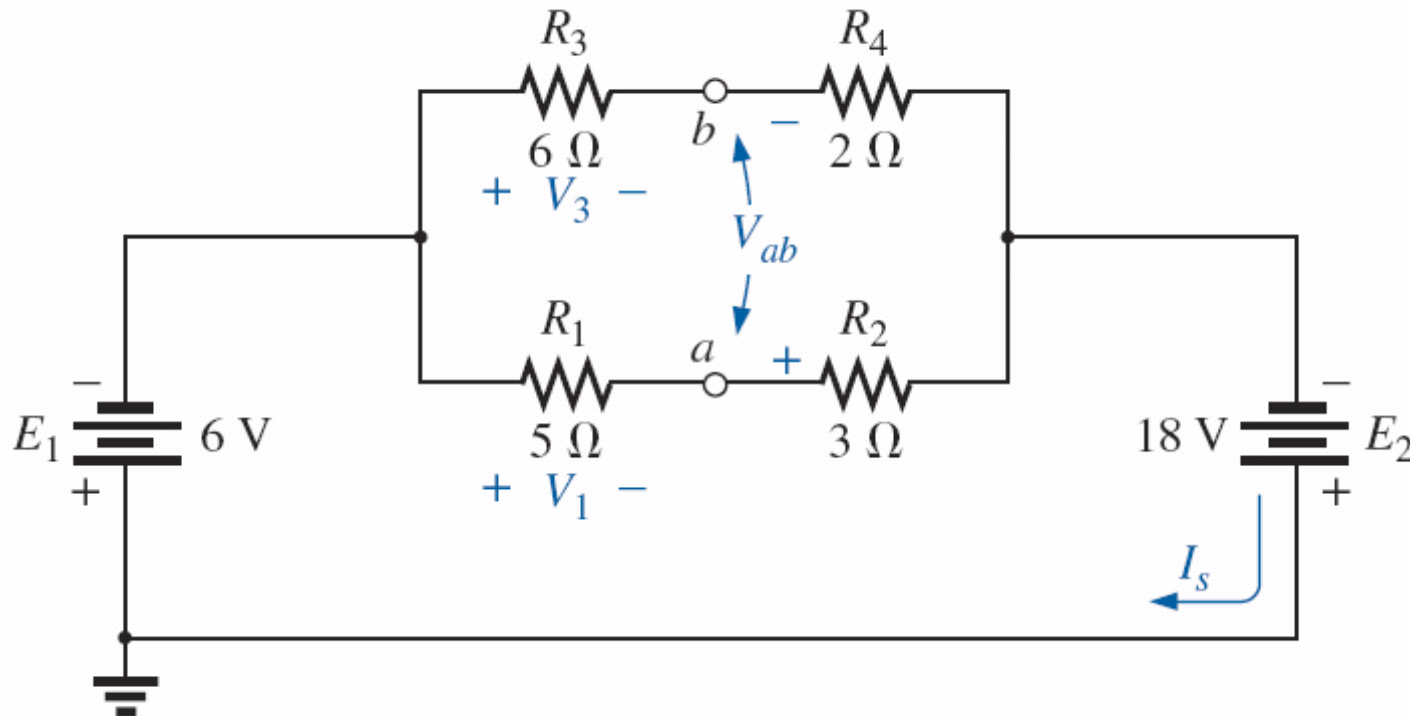 R3 R4
b −
6 Ω 2 Ω
+ V3 −
Vab
R1 a + R2
− −
E1 6 V 5 Ω 3 Ω 18 V E2
+ + V1 − +
Is